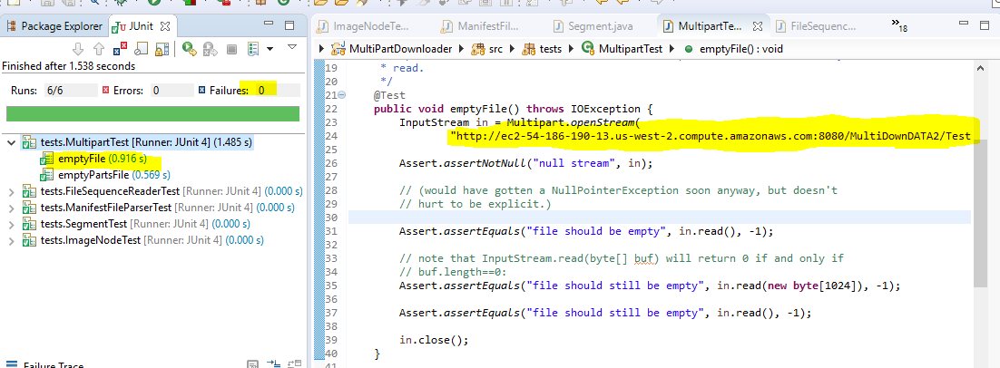 Package Explorer
JUnit
Finished after 1.538 seconds
Runs: 6/6
Errors: 0
Failures: 0
tests.MultipartTest [Runner: JUnit 4] (1.485 s)
emptyFile (0.916 s)
emptyPartsFile (0.569 s)
tests.FileSequenceReaderTest [Runner: JUnit 4] (0.000 s)
tests.ManifestFileParserTest [Runner: JUnit 4] (0.000 s)
tests.SegmentTest [Runner: JUnit 4] (0.000 s)
tests.ImageNodeTest [Runner: JUnit 4] (0.000 s)
Failure Trace
ImageNodeTe...
ManifestFil...
Segment.java
MultipartTe...
FileSequenc...
»18
MultiPartDownloader
src
tests
MultipartTest
emptyFile() : void
19 * read.
20 */
21 @Test
22 public void emptyFile() throws IOException {
23 InputStream in = Multipart.openStream(
24 "http://ec2-54-186-190-13.us-west-2.compute.amazonaws.com:8080/MultiDownDATA2/Test
25
26 Assert.assertNotNull("null stream", in);
27
28 // (would have gotten a NullPointerException soon anyway, but doesn't
29 // hurt to be explicit.)
30
31 Assert.assertEquals("file should be empty", in.read(), -1);
32
33 // note that InputStream.read(byte[] buf) will return 0 if and only if
34 // buf.length==0:
35 Assert.assertEquals("file should still be empty", in.read(new byte[1024]), -1);
36
37 Assert.assertEquals("file should still be empty", in.read(), -1);
38
39 in.close();
40 }
41